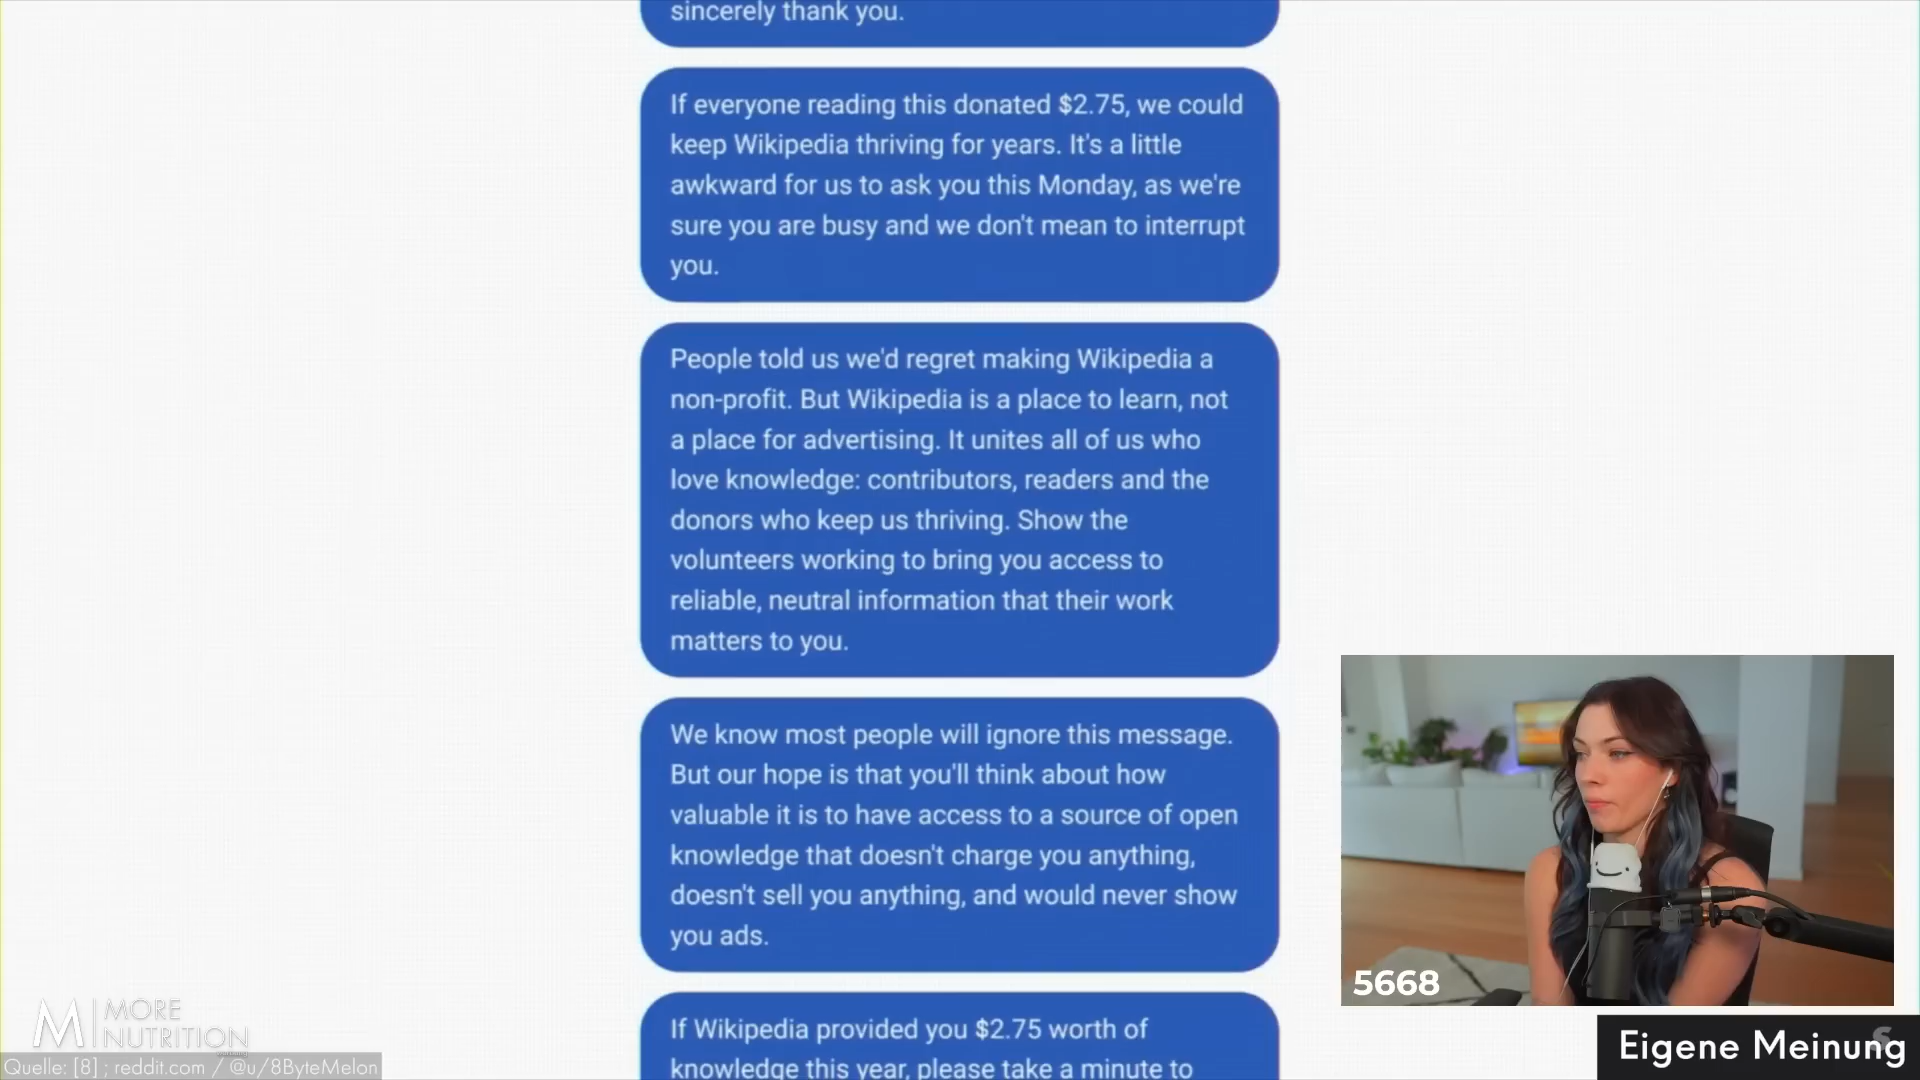 sincerely thank you.
If everyone reading this donated $2.75, we could
keep Wikipedia thriving for years. It's a little
awkward for us to ask you this Monday, as we're
sure you are busy and we don't mean to interrupt
you.
People told us we'd regret making Wikipedia a
non-profit. But Wikipedia is a place to learn, not
a place for advertising. It unites all of us who
love knowledge: contributors, readers and the
donors who keep us thriving. Show the
volunteers working to bring you access to
reliable, neutral information that their work
matters to you.
We know most people will ignore this message.
But our hope is that you'll think about how
valuable it is to have access to a source of open
knowledge that doesn't charge you anything,
doesn't sell you anything, and would never show
you ads.
If Wikipedia provided you $2.75 worth of
knowledge this year, please take a minute to
5668
M MORE
NUTRITION
Quelle: [8] ; reddit.com / @u/8ByteMelon
Eigene Meinung